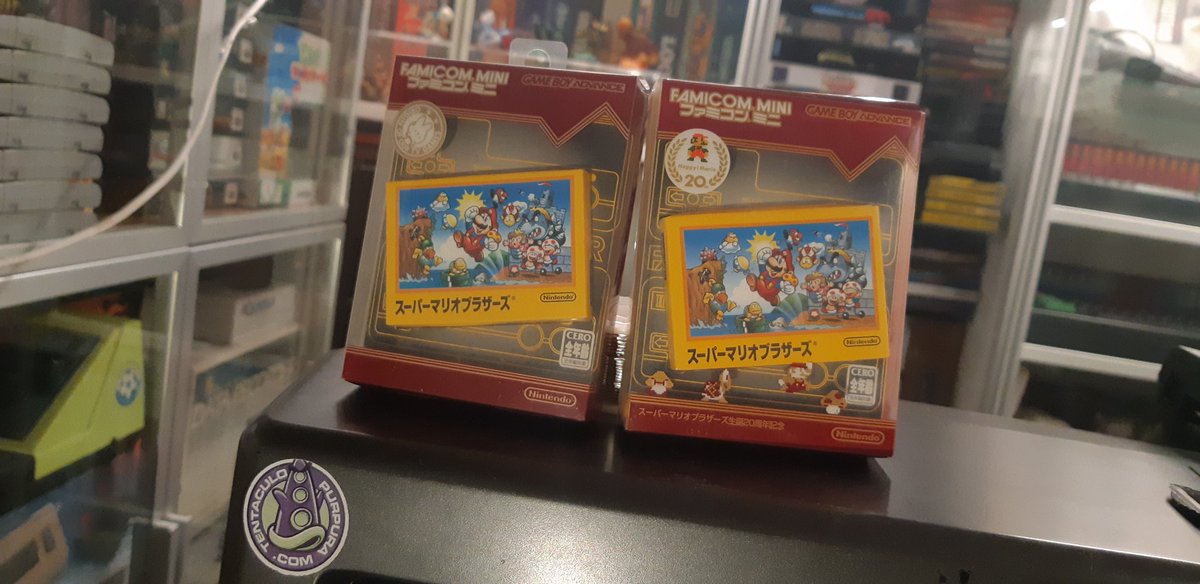 FAMICOM MINI
ファミコンミニ
GAME BOY ADVANCE
スーパーマリオブラザーズ®
Nintendo
CERO
全年齢
Nintendo
FAMICOM MINI
ファミコンミニ
GAME BOY ADVANCE
Happy! Mario
20
スーパーマリオブラザーズ®
Nintendo
CERO
全年齢
スーパーマリオブラザーズ生誕20周年記念
Nintendo
TENTACULO
PURPURA
.COM